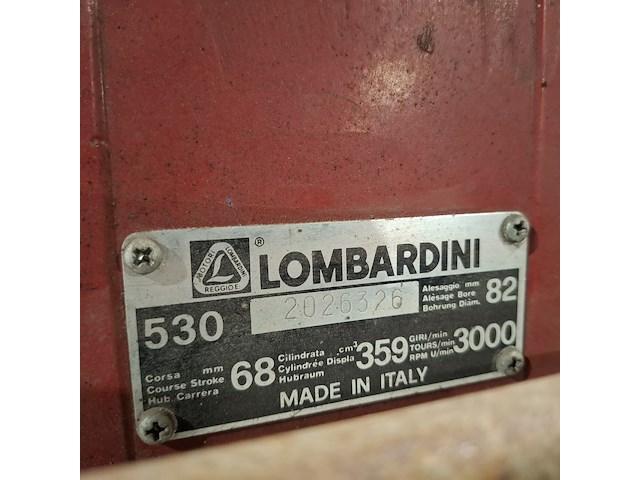 MOTORI LOMBARDINI
REGGIO E.
® LOMBARDINI
530 2026326
Alesaggio mm
Alésage Bore
Bohrung Diam.
82
Corsa mm
Course Stroke
Hub Carrera
68
Cilindrata cm³
Cylindrée Displa
Hubraum
359
GIRI/min
TOURS/min
RPM U/min
3000
MADE IN ITALY